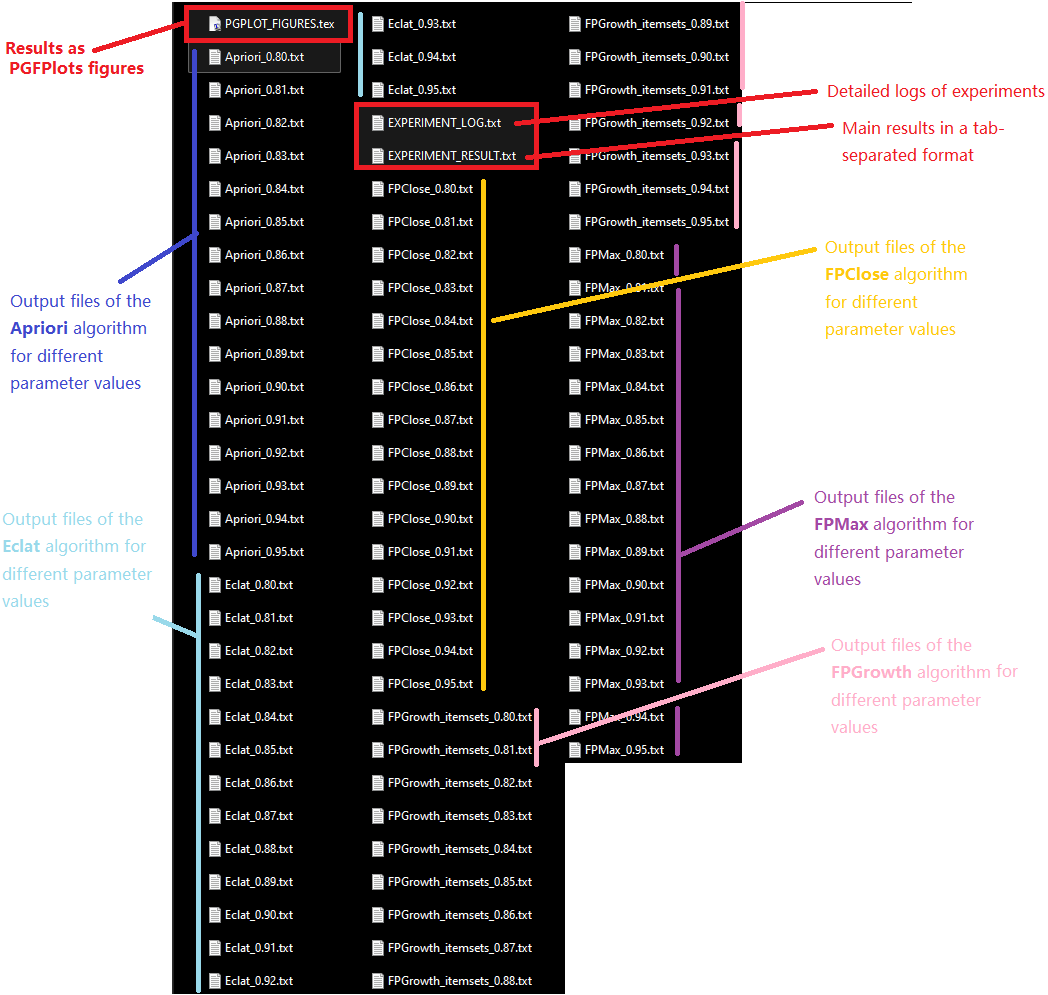 Results as
PGFPlots figures
Output files of the
Apriori algorithm
for different
parameter values
Output files of the
Eclat algorithm for
different parameter
values
PGPLOT_FIGURES.tex
Apriori_0.80.txt
Apriori_0.81.txt
Apriori_0.82.txt
Apriori_0.83.txt
Apriori_0.84.txt
Apriori_0.85.txt
Apriori_0.86.txt
Apriori_0.87.txt
Apriori_0.88.txt
Apriori_0.89.txt
Apriori_0.90.txt
Apriori_0.91.txt
Apriori_0.92.txt
Apriori_0.93.txt
Apriori_0.94.txt
Apriori_0.95.txt
Eclat_0.80.txt
Eclat_0.81.txt
Eclat_0.82.txt
Eclat_0.83.txt
Eclat_0.84.txt
Eclat_0.85.txt
Eclat_0.86.txt
Eclat_0.87.txt
Eclat_0.88.txt
Eclat_0.89.txt
Eclat_0.90.txt
Eclat_0.91.txt
Eclat_0.92.txt
Eclat_0.93.txt
Eclat_0.94.txt
Eclat_0.95.txt
EXPERIMENT_LOG.txt
EXPERIMENT_RESULT.txt
FPClose_0.80.txt
FPClose_0.81.txt
FPClose_0.82.txt
FPClose_0.83.txt
FPClose_0.84.txt
FPClose_0.85.txt
FPClose_0.86.txt
FPClose_0.87.txt
FPClose_0.88.txt
FPClose_0.89.txt
FPClose_0.90.txt
FPClose_0.91.txt
FPClose_0.92.txt
FPClose_0.93.txt
FPClose_0.94.txt
FPClose_0.95.txt
FPGrowth_itemsets_0.80.txt
FPGrowth_itemsets_0.81.txt
FPGrowth_itemsets_0.82.txt
FPGrowth_itemsets_0.83.txt
FPGrowth_itemsets_0.84.txt
FPGrowth_itemsets_0.85.txt
FPGrowth_itemsets_0.86.txt
FPGrowth_itemsets_0.87.txt
FPGrowth_itemsets_0.88.txt
FPGrowth_itemsets_0.89.txt
FPGrowth_itemsets_0.90.txt
FPGrowth_itemsets_0.91.txt
FPGrowth_itemsets_0.92.txt
FPGrowth_itemsets_0.93.txt
FPGrowth_itemsets_0.94.txt
FPGrowth_itemsets_0.95.txt
FPMax_0.80.txt
FPMax_0.81.txt
FPMax_0.82.txt
FPMax_0.83.txt
FPMax_0.84.txt
FPMax_0.85.txt
FPMax_0.86.txt
FPMax_0.87.txt
FPMax_0.88.txt
FPMax_0.89.txt
FPMax_0.90.txt
FPMax_0.91.txt
FPMax_0.92.txt
FPMax_0.93.txt
FPMax_0.94.txt
FPMax_0.95.txt
Detailed logs of experiments
Main results in a tab-
separated format
Output files of the
FPClose algorithm
for different
parameter values
Output files of the
FPMax algorithm for
different parameter
values
Output files of the
FPGrowth algorithm for
different parameter
values